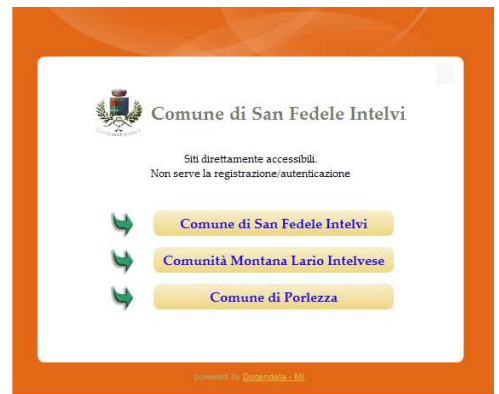 Comune di San Fedele Intelvi
Siti direttamente accessibili.
Non serve la registrazione/autenticazione
Comune di San Fedele Intelvi
Comunità Montana Lario Intelvese
Comune di Porlezza
powered by Docendata - MI